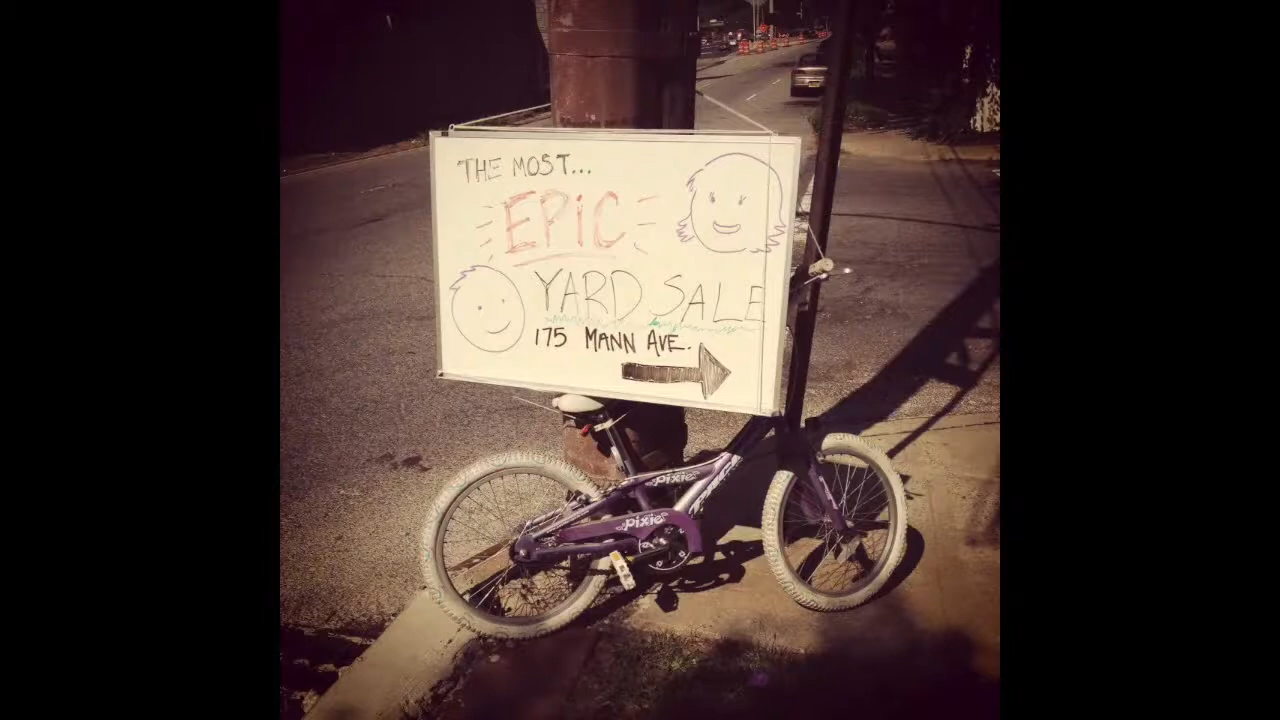 THE MOST...
EPIC
YARD SALE
175 MANN AVE.
pixie
pixie